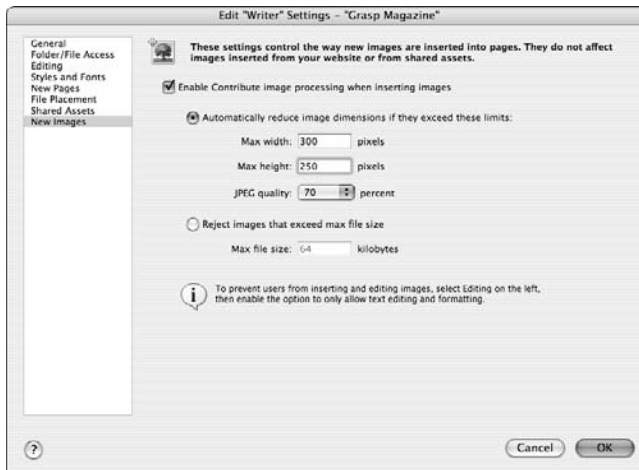 Edit "Writer" Settings – "Grasp Magazine"
General
Folder/File Access
Editing
Styles and Fonts
New Pages
File Placement
Shared Assets
New Images
These settings control the way new images are inserted into pages. They do not affect
images inserted from your website or from shared assets.
Enable Contribute image processing when inserting images
Automatically reduce image dimensions if they exceed these limits:
Max width: 300 pixels
Max height: 250 pixels
JPEG quality: 70 percent
Reject images that exceed max file size
Max file size: 64 kilobytes
To prevent users from inserting and editing images, select Editing on the left,
then enable the option to only allow text editing and formatting.
? Cancel OK